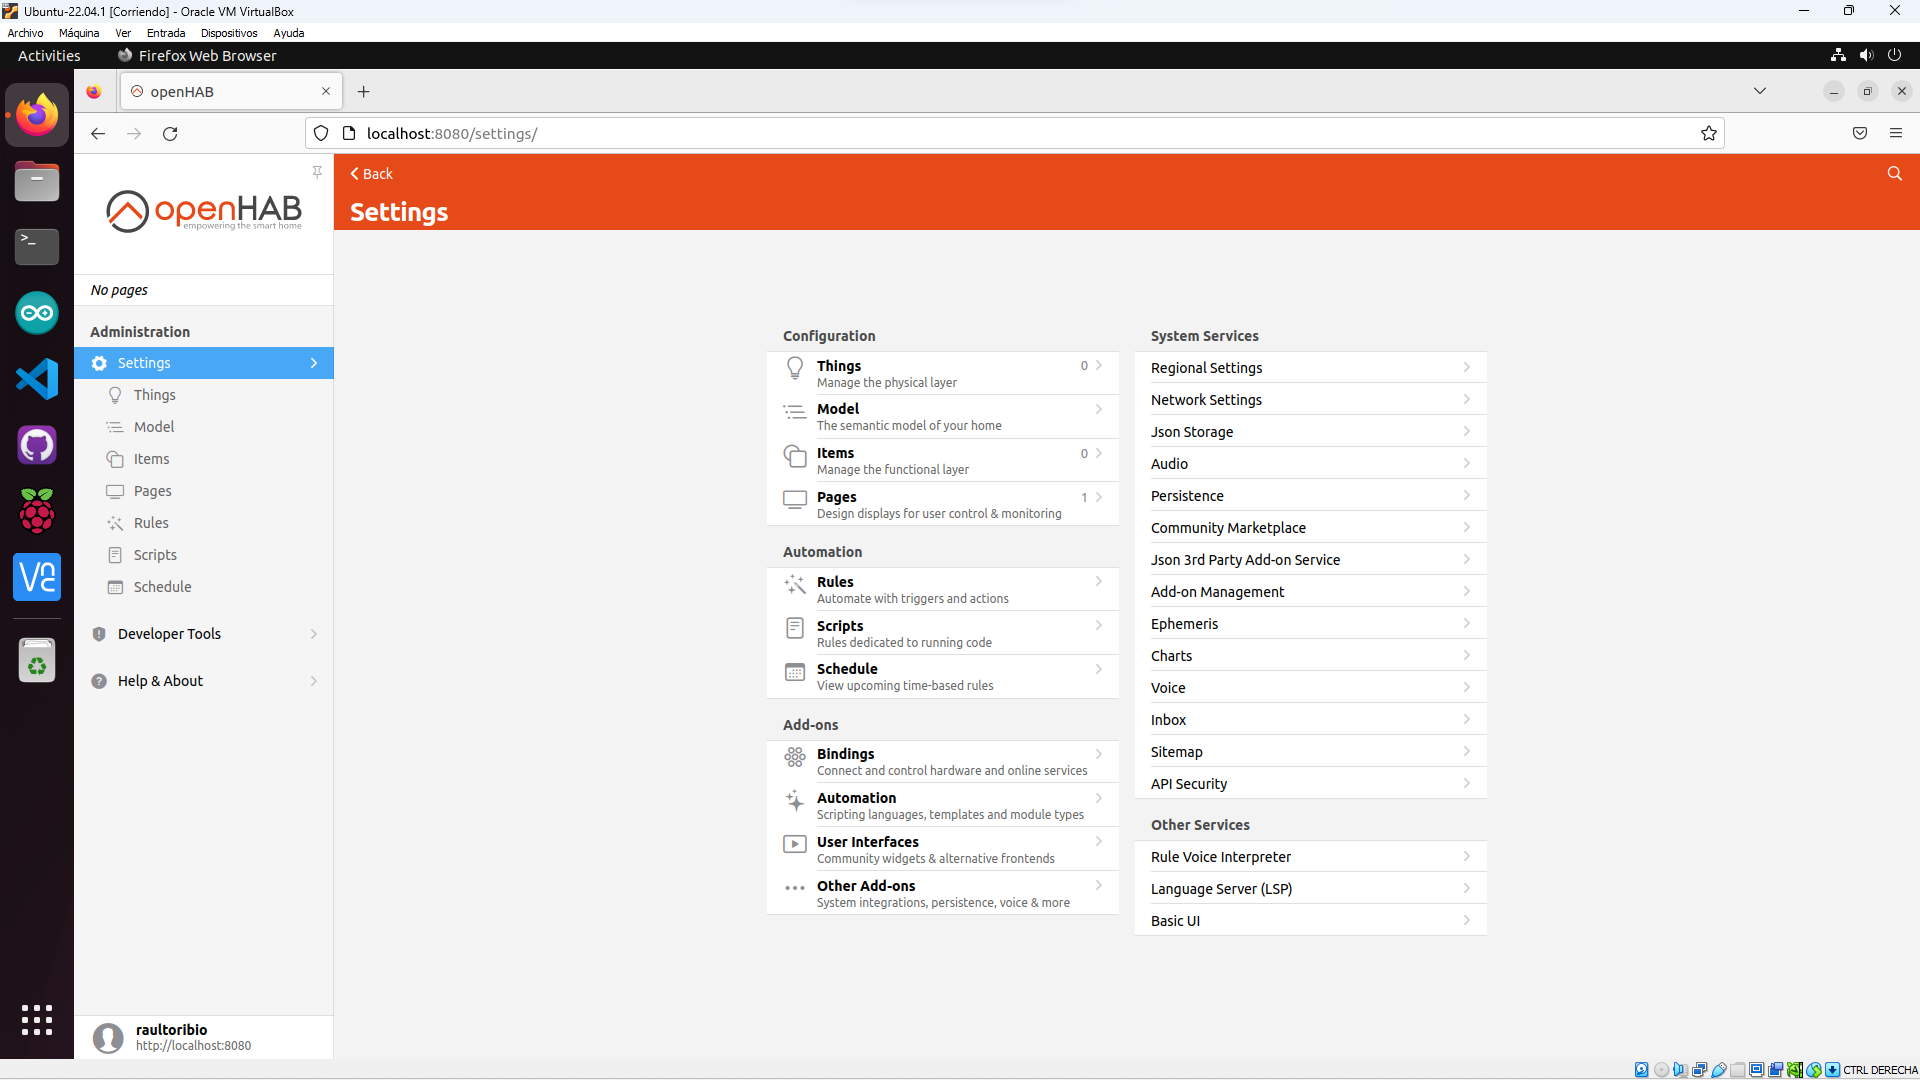 Ubuntu-22.04.1 [Corriendo] - Oracle VM VirtualBox
Archivo Máquina Ver Entrada Dispositivos Ayuda
Activities Firefox Web Browser
openHAB
localhost:8080/settings/
openHAB
empowering the smart home
No pages
Administration
Settings
Things
Model
Items
Pages
Rules
Scripts
Schedule
Developer Tools
Help & About
raultoribio
http://localhost:8080
Back
Settings
Configuration
Things 0
Manage the physical layer
Model
The semantic model of your home
Items 0
Manage the functional layer
Pages 1
Design displays for user control & monitoring
Automation
Rules
Automate with triggers and actions
Scripts
Rules dedicated to running code
Schedule
View upcoming time-based rules
Add-ons
Bindings
Connect and control hardware and online services
Automation
Scripting languages, templates and module types
User Interfaces
Community widgets & alternative frontends
Other Add-ons
System integrations, persistence, voice & more
System Services
Regional Settings
Network Settings
Json Storage
Audio
Persistence
Community Marketplace
Json 3rd Party Add-on Service
Add-on Management
Ephemeris
Charts
Voice
Inbox
Sitemap
API Security
Other Services
Rule Voice Interpreter
Language Server (LSP)
Basic UI
CTRL DERECHA